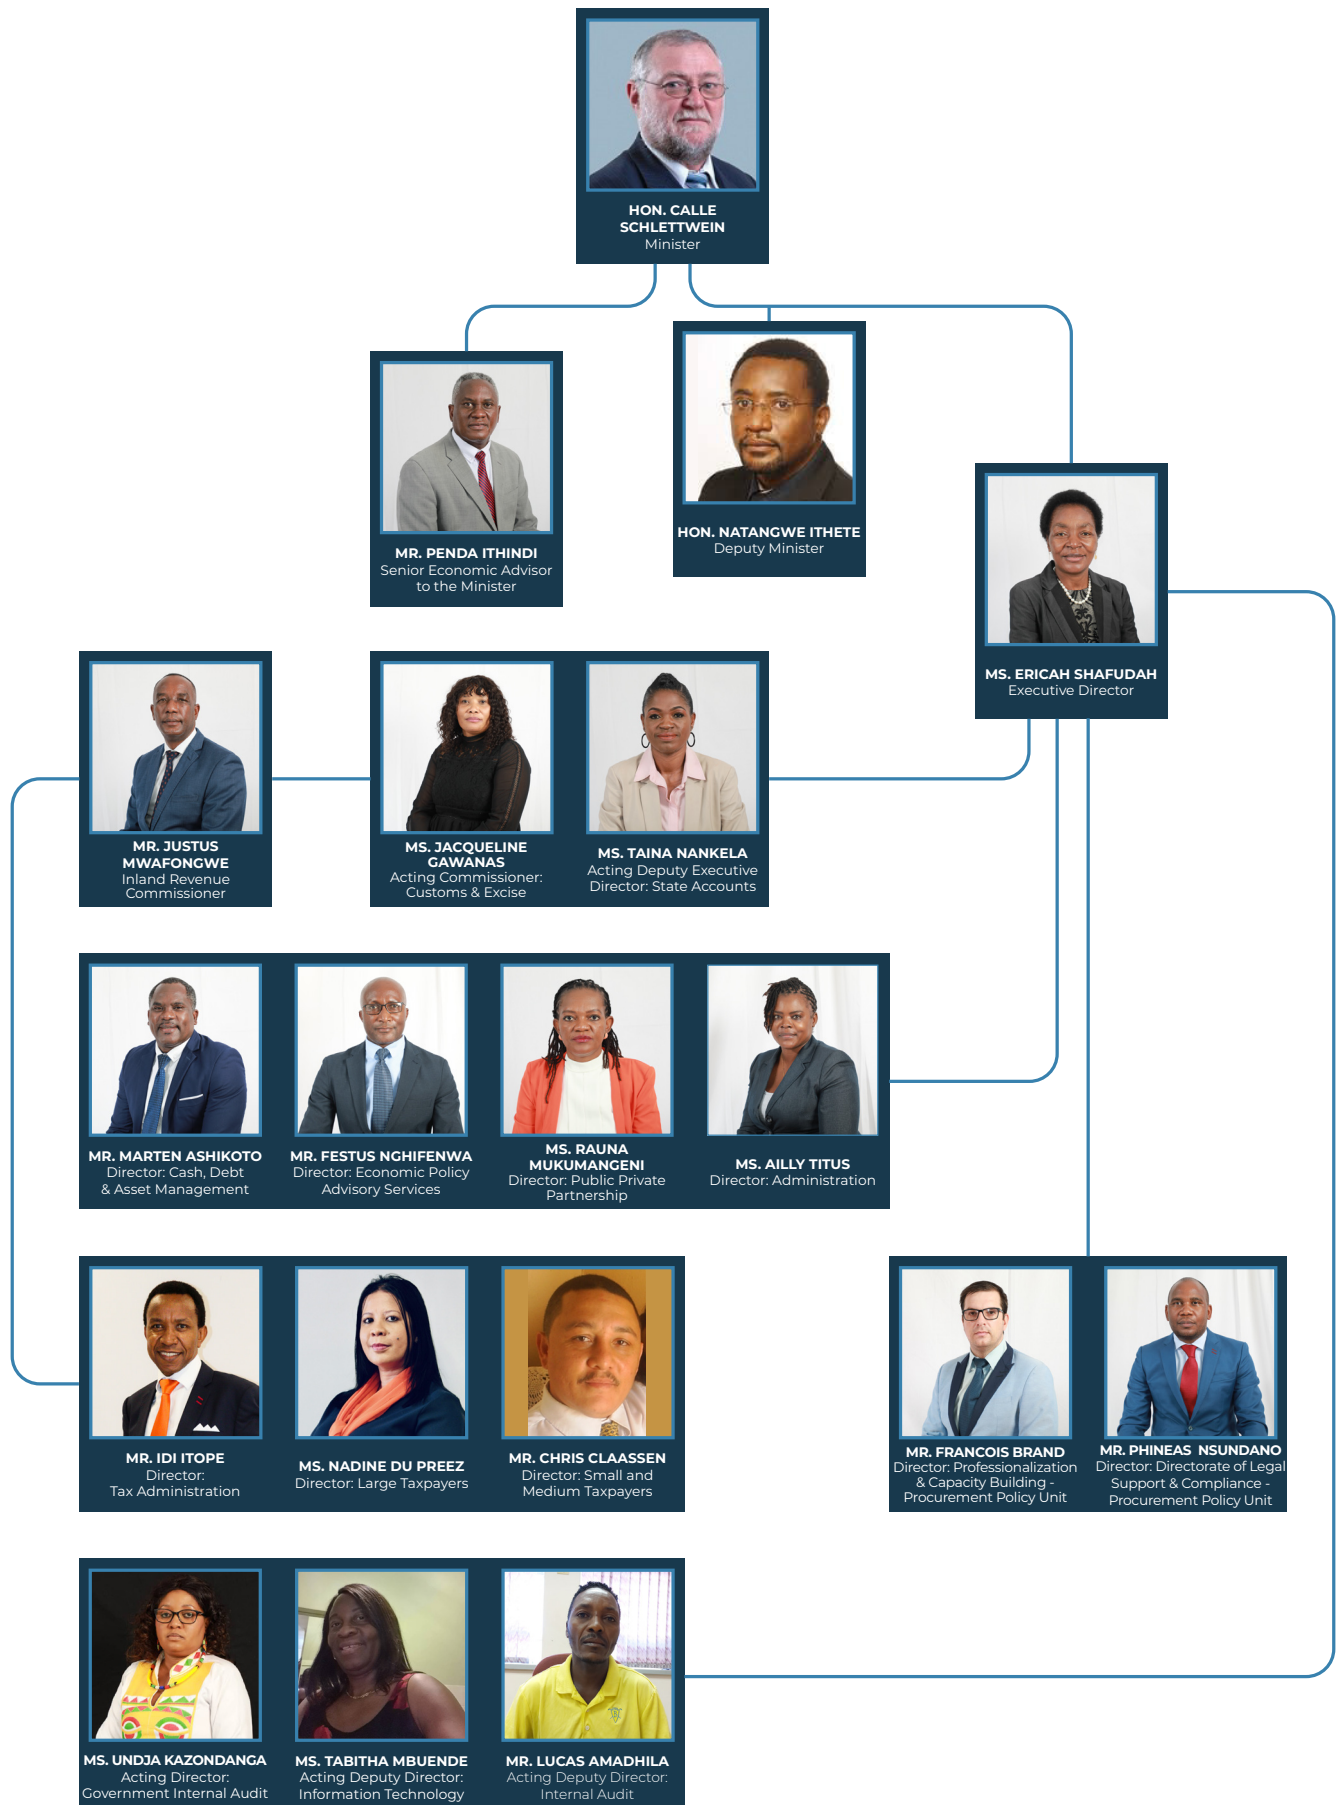 HON. CALLE
SCHLETTWEIN
Minister
MR. PENDA ITHINDI
Senior Economic Advisor
to the Minister
HON. NATANGWE ITHETE
Deputy Minister
MS. ERICAH SHAFUDAH
Executive Director
MR. JUSTUS
MWAFONGWE
Inland Revenue
Commissioner
MS. JACQUELINE
GAWANAS
Acting Commissioner:
Customs & Excise
MS. TAINA NANKELA
Acting Deputy Executive
Director: State Accounts
MR. MARTEN ASHIKOTO
Director: Cash, Debt
& Asset Management
MR. FESTUS NGHIFENWA
Director: Economic Policy
Advisory Services
MS. RAUNA
MUKUMANGENI
Director: Public Private
Partnership
MS. AILLY TITUS
Director: Administration
MR. IDI ITOPE
Director:
Tax Administration
MS. NADINE DU PREEZ
Director: Large Taxpayers
MR. CHRIS CLAASSEN
Director: Small and
Medium Taxpayers
MR. FRANCOIS BRAND
Director: Professionalization
& Capacity Building -
Procurement Policy Unit
MR. PHINEAS NSUNDANO
Director: Directorate of Legal
Support & Compliance -
Procurement Policy Unit
MS. UNDJA KAZONDANGA
Acting Director:
Government Internal Audit
MS. TABITHA MBUENDE
Acting Deputy Director:
Information Technology
MR. LUCAS AMADHILA
Acting Deputy Director:
Internal Audit